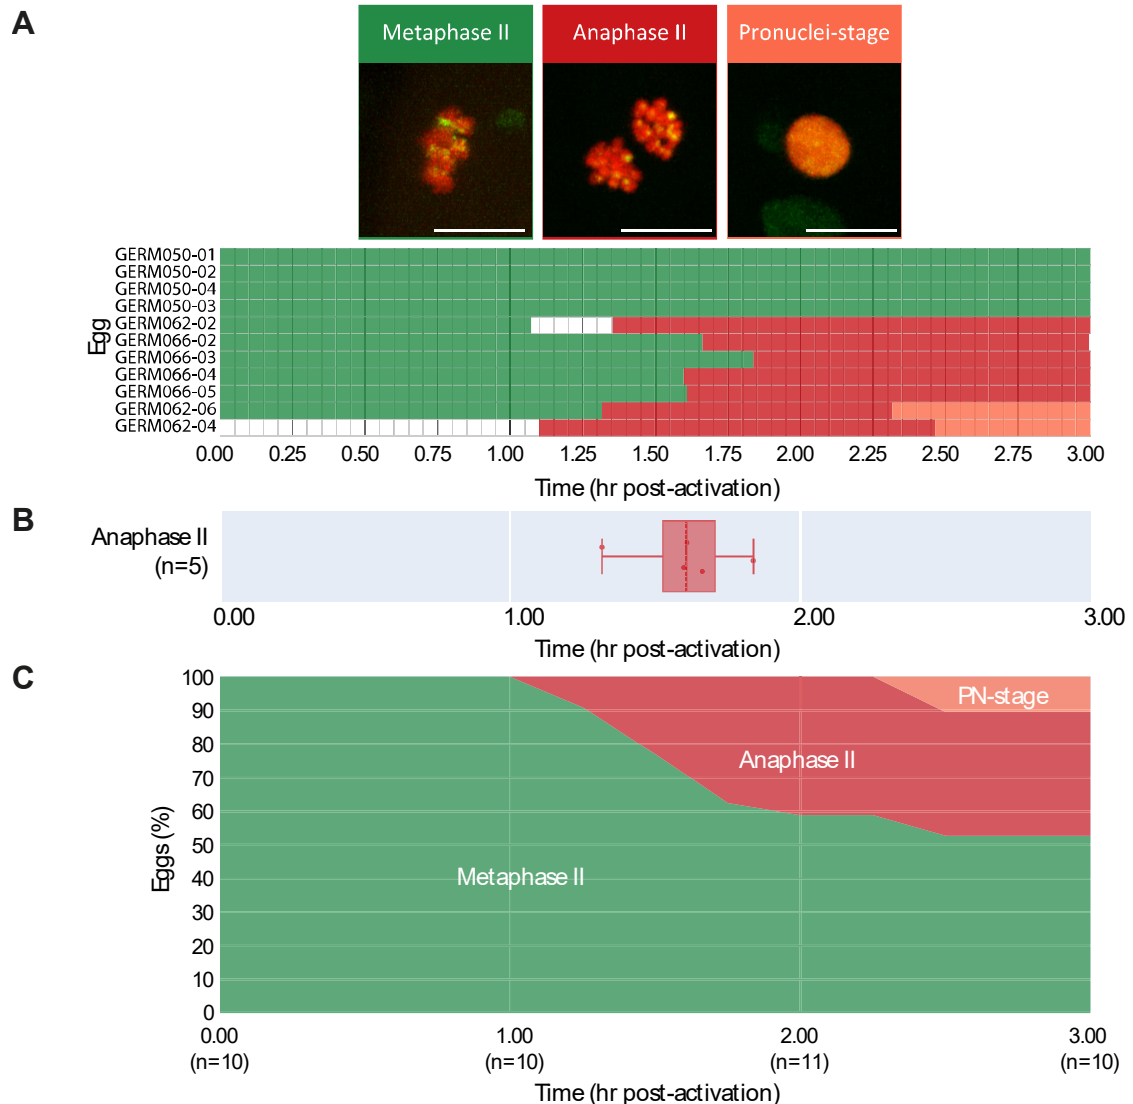 A
Metaphase II
Anaphase II
Pronuclei-stage
Egg
GERM050-01
GERM050-02
GERM050-04
GERM050-03
GERM062-02
GERM066-02
GERM066-03
GERM066-04
GERM066-05
GERM062-06
GERM062-04
0.00 0.25 0.50 0.75 1.00 1.25 1.50 1.75 2.00 2.25 2.50 2.75 3.00
Time (hr post-activation)
B
Anaphase II
(n=5)
0.00 1.00 2.00 3.00
Time (hr post-activation)
C
Eggs (%)
100
90
80
70
60
50
40
30
20
10
0
PN-stage
Anaphase II
Metaphase II
0.00 1.00 2.00 3.00
(n=10) (n=10) (n=11) (n=10)
Time (hr post-activation)